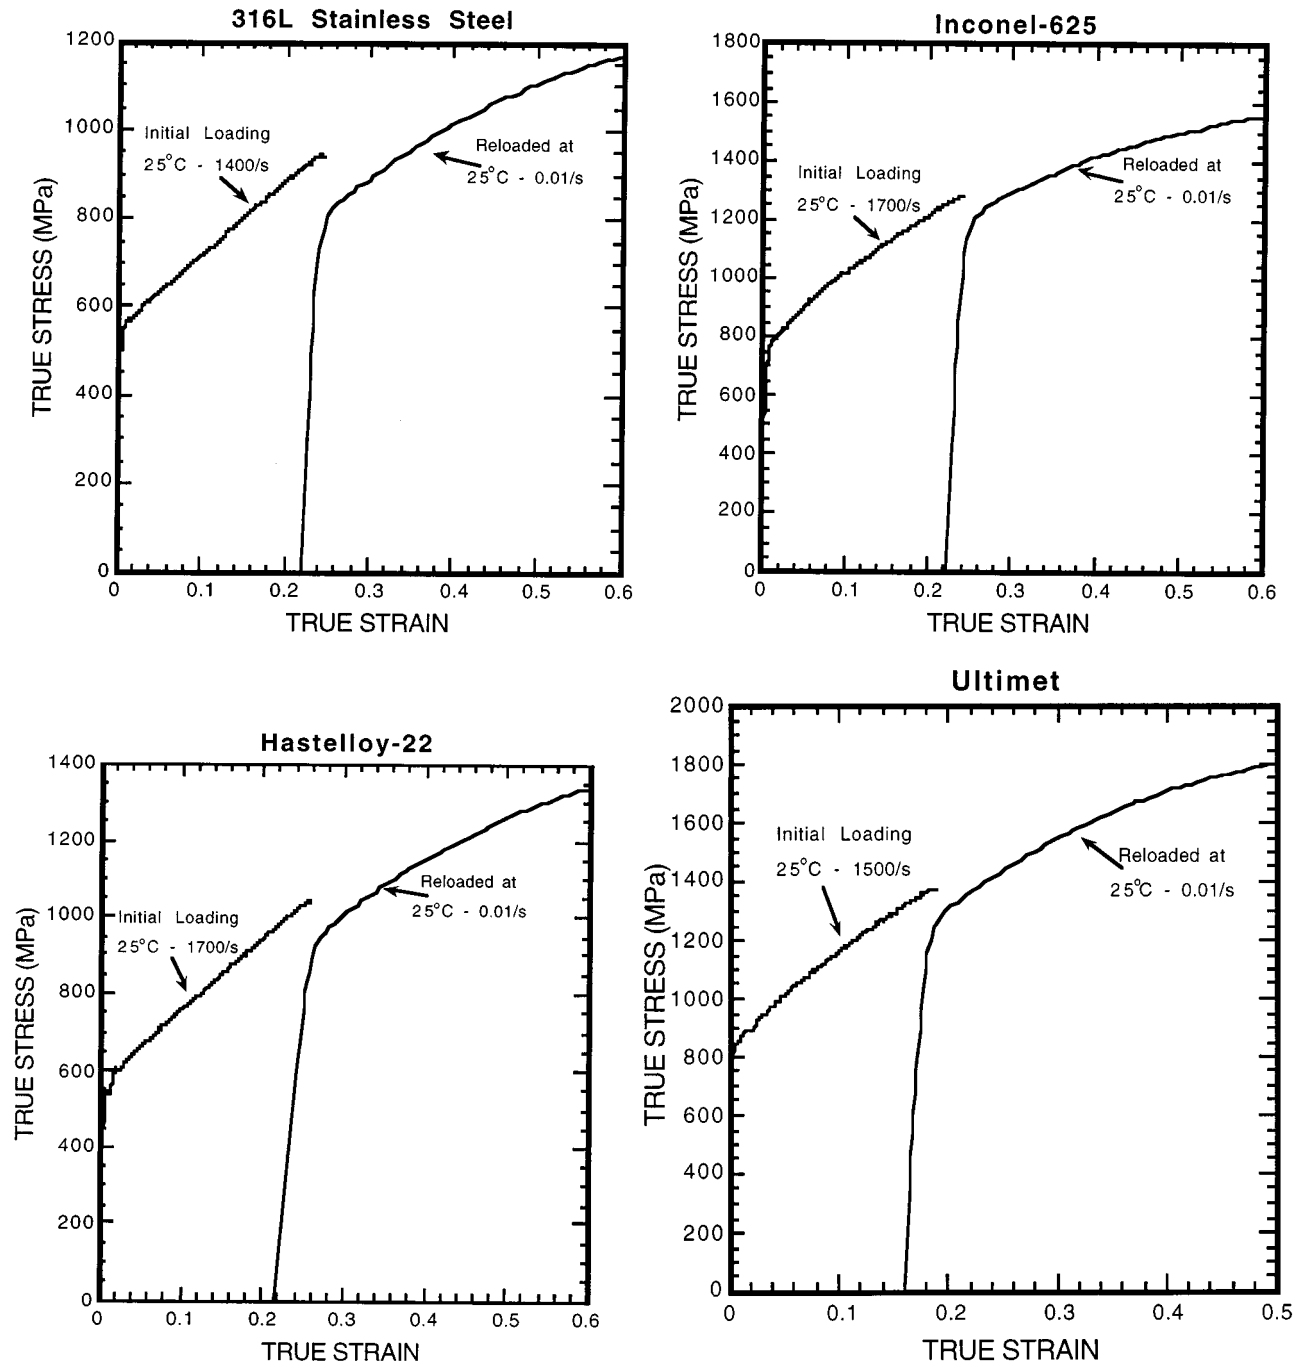 316L Stainless Steel
1200
1000
800
600
400
200
0
0 0.1 0.2 0.3 0.4 0.5 0.6
TRUE STRESS (MPa)
TRUE STRAIN
Initial Loading
25°C - 1400/s
Reloaded at
25°C - 0.01/s
Inconel-625
1800
1600
1400
1200
1000
800
600
400
200
0
0 0.1 0.2 0.3 0.4 0.5 0.6
TRUE STRESS (MPa)
TRUE STRAIN
Initial Loading
25°C - 1700/s
Reloaded at
25°C - 0.01/s
Hastelloy-22
1400
1200
1000
800
600
400
200
0
0 0.1 0.2 0.3 0.4 0.5 0.6
TRUE STRESS (MPa)
TRUE STRAIN
Initial Loading
25°C - 1700/s
Reloaded at
25°C - 0.01/s
Ultimet
2000
1800
1600
1400
1200
1000
800
600
400
200
0
0 0.1 0.2 0.3 0.4 0.5
TRUE STRESS (MPa)
TRUE STRAIN
Initial Loading
25°C - 1500/s
Reloaded at
25°C - 0.01/s